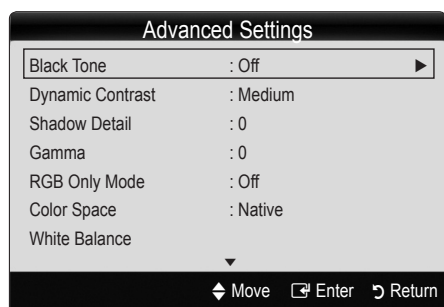 Advanced Settings
Black Tone : Off ▶
Dynamic Contrast : Medium
Shadow Detail : 0
Gamma : 0
RGB Only Mode : Off
Color Space : Native
White Balance
▼
Move Enter Return